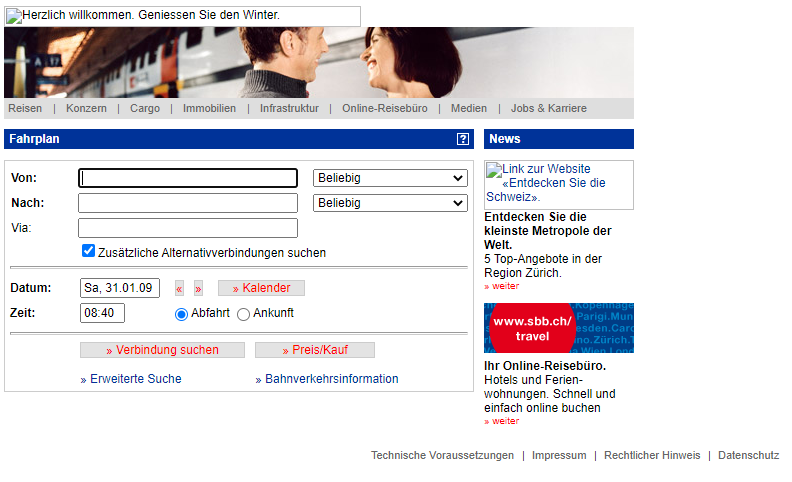 Herzlich willkommen. Geniessen Sie den Winter.
Reisen | Konzern | Cargo | Immobilien | Infrastruktur | Online-Reisebüro | Medien | Jobs & Karriere
Fahrplan ?
Von: Beliebig
Nach: Beliebig
Via:
Zusätzliche Alternativverbindungen suchen
Datum: Sa, 31.01.09 « » » Kalender
Zeit: 08:40 Abfahrt Ankunft
» Verbindung suchen » Preis/Kauf
» Erweiterte Suche » Bahnverkehrsinformation
News
Link zur Website
«Entdecken Sie die
Schweiz».
Entdecken Sie die
kleinste Metropole der
Welt.
5 Top-Angebote in der
Region Zürich.
» weiter
www.sbb.ch/
travel
Ihr Online-Reisebüro.
Hotels und Ferien-
wohnungen. Schnell und
einfach online buchen
» weiter
Technische Voraussetzungen | Impressum | Rechtlicher Hinweis | Datenschutz